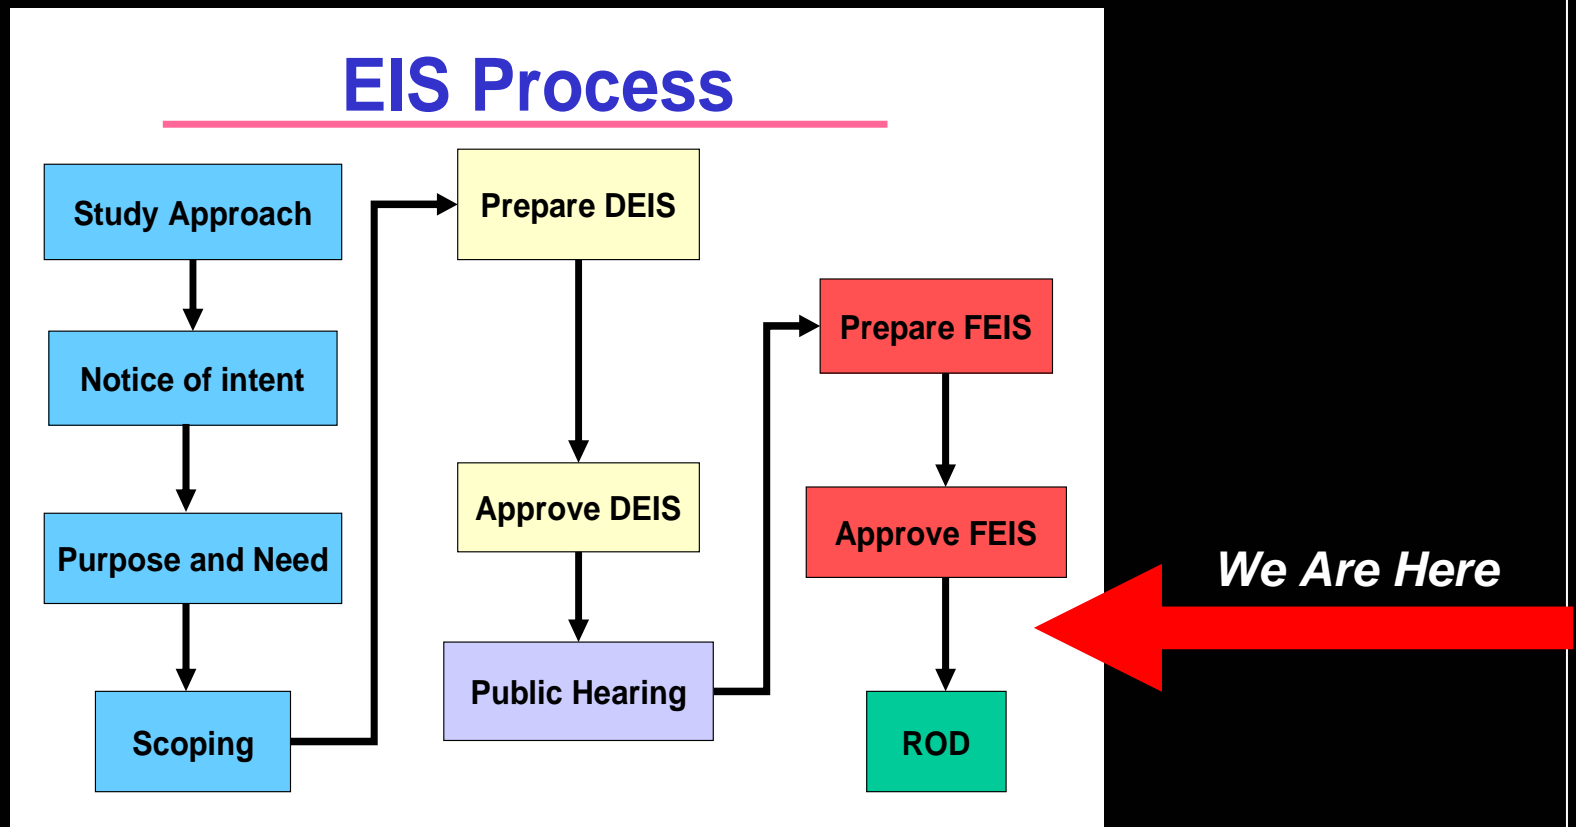 EIS Process
Study Approach
Notice of intent
Purpose and Need
Scoping
Prepare DEIS
Approve DEIS
Public Hearing
Prepare FEIS
Approve FEIS
ROD
We Are Here